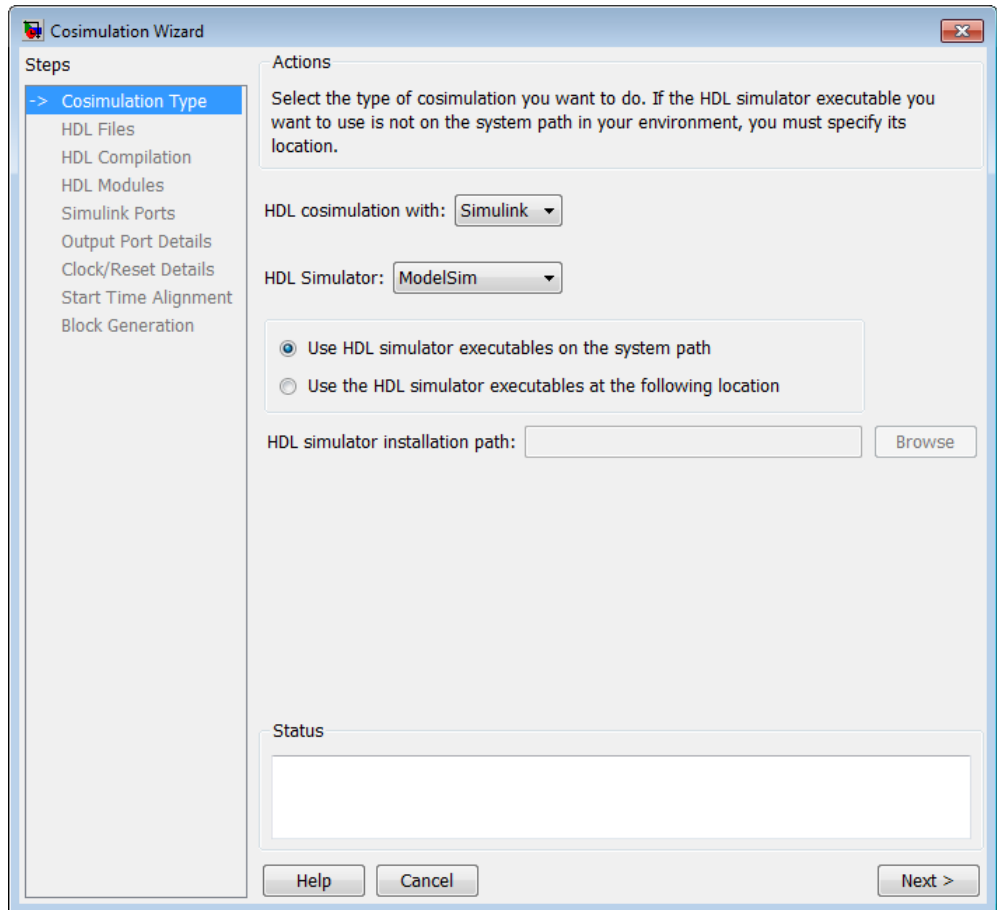 Cosimulation Wizard
Steps
-> Cosimulation Type
HDL Files
HDL Compilation
HDL Modules
Simulink Ports
Output Port Details
Clock/Reset Details
Start Time Alignment
Block Generation
Actions
Select the type of cosimulation you want to do. If the HDL simulator executable you
want to use is not on the system path in your environment, you must specify its
location.
HDL cosimulation with: Simulink
HDL Simulator: ModelSim
Use HDL simulator executables on the system path
Use the HDL simulator executables at the following location
HDL simulator installation path: Browse
Status
Help Cancel Next >